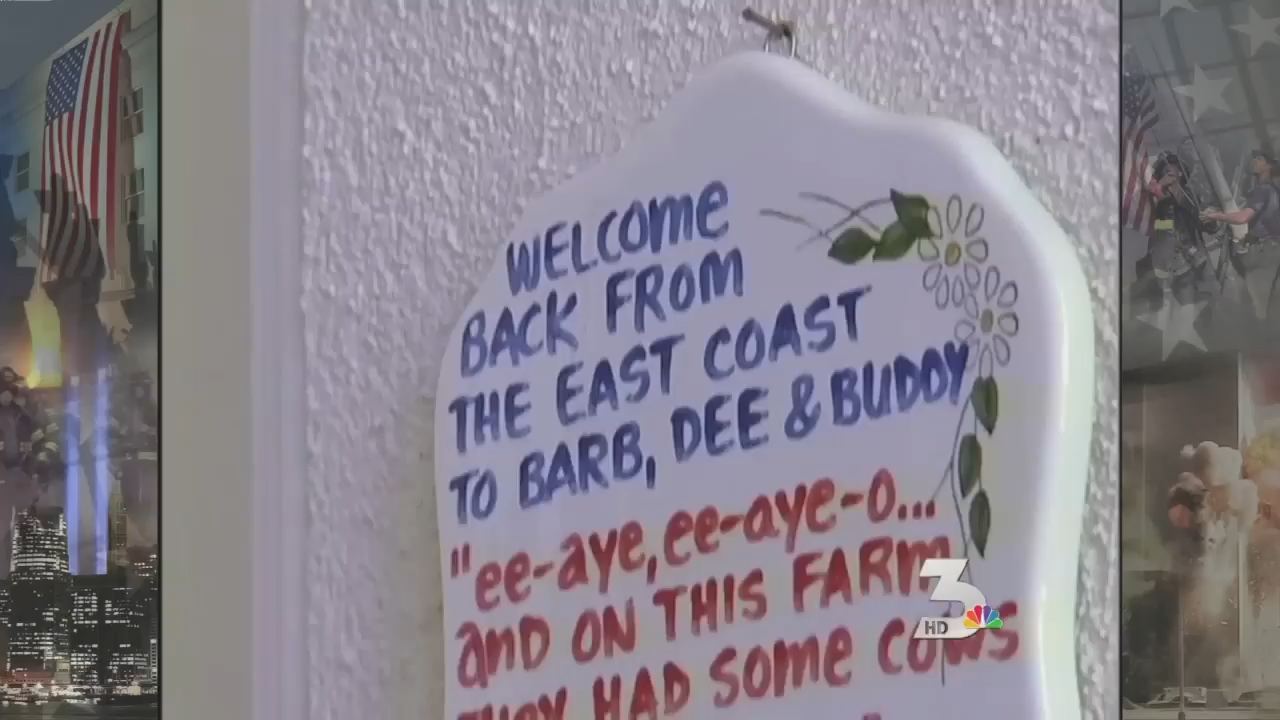 WELCOME
BACK FROM
THE EAST COAST
TO BARB, DEE & BUDDY
"ee-aye, ee-aye-o...
and ON THIS FARM
THEY HAD some cows
3
HD